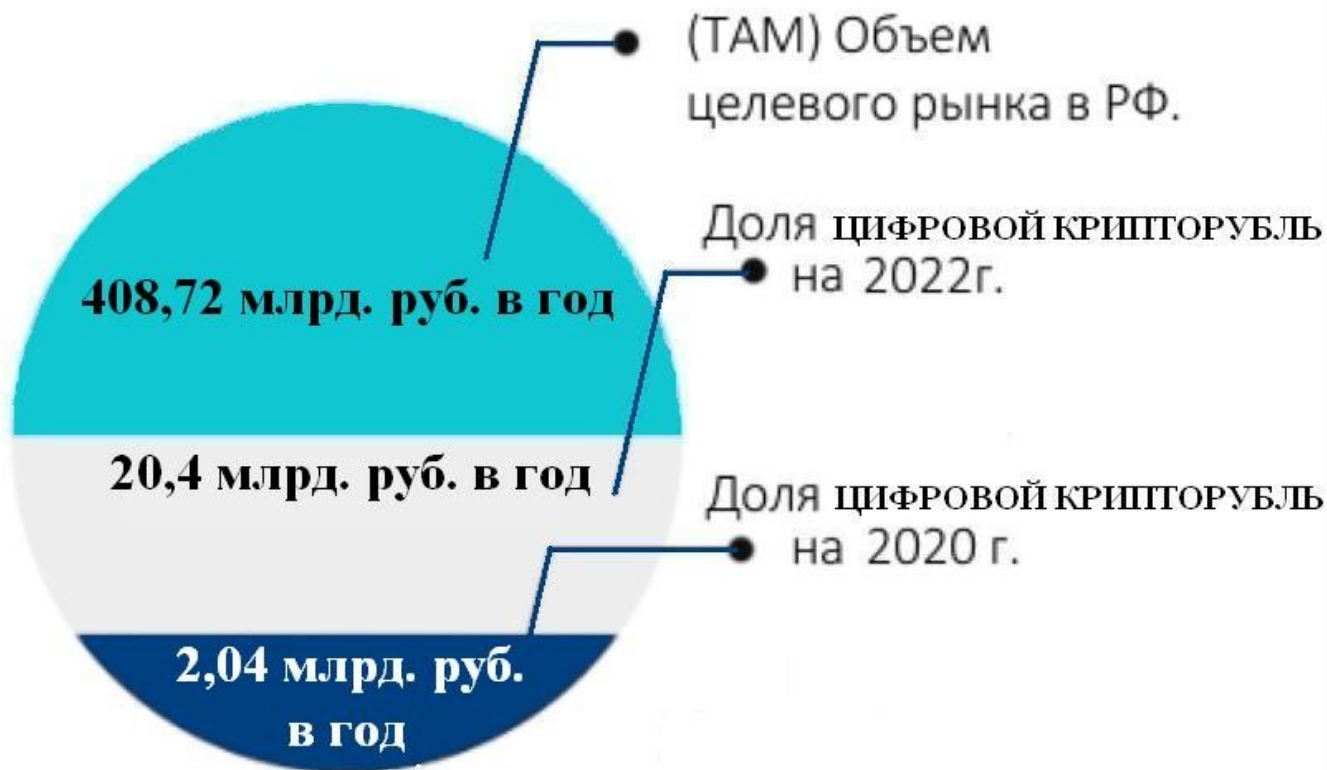 (ТАМ) Объем
целевого рынка в РФ.
Доля ЦИФРОВОЙ КРИПТОРУБЛЬ
на 2022г.
408,72 млрд. руб. в год
20,4 млрд. руб. в год
Доля ЦИФРОВОЙ КРИПТОРУБЛЬ
на 2020 г.
2,04 млрд. руб.
в год